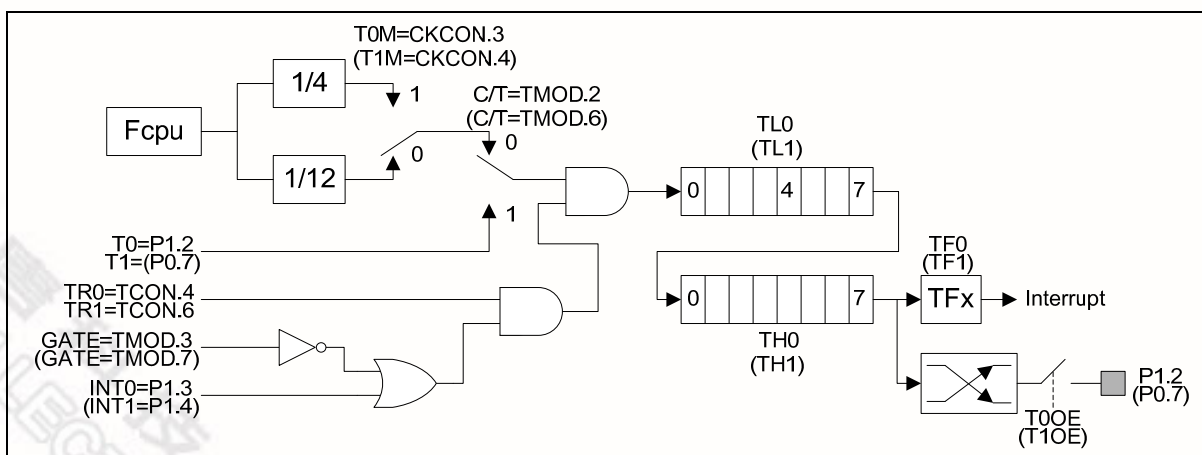 T0M=CKCON.3
(T1M=CKCON.4)
1/4
1
C/T=TMOD.2
(C/T=TMOD.6)
Fcpu
0
0
1/12
TL0
(TL1)
0 4 7
1
T0=P1.2
T1=(P0.7)
TF0
(TF1)
TR0=TCON.4
TR1=TCON.6
0 7
TFx
Interrupt
GATE=TMOD.3
(GATE=TMOD.7)
TH0
(TH1)
INT0=P1.3
(INT1=P1.4)
P1.2
(P0.7)
T0OE
(T1OE)